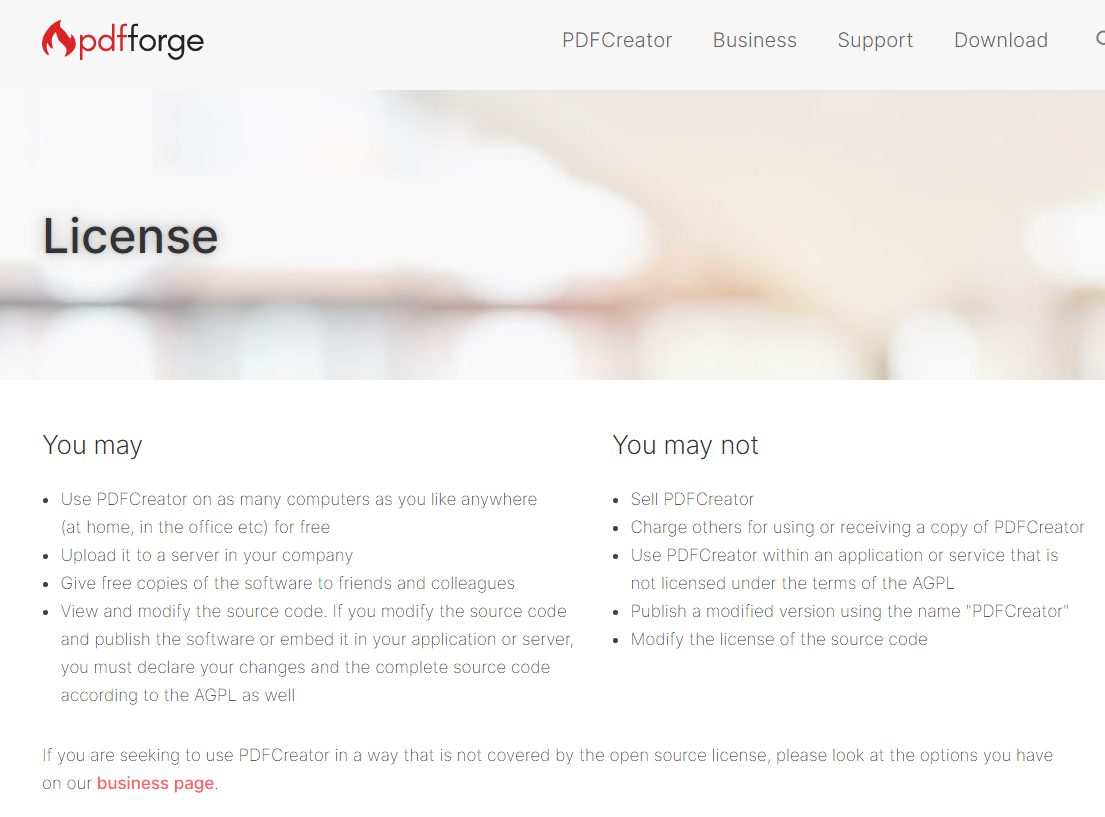 pdfforge
PDFCreator
Business
Support
Download
License
You may
• Use PDFCreator on as many computers as you like anywhere
(at home, in the office etc) for free
• Upload it to a server in your company
• Give free copies of the software to friends and colleagues
• View and modify the source code. If you modify the source code
and publish the software or embed it in your application or server,
you must declare your changes and the complete source code
according to the AGPL as well
You may not
• Sell PDFCreator
• Charge others for using or receiving a copy of PDFCreator
• Use PDFCreator within an application or service that is
not licensed under the terms of the AGPL
• Publish a modified version using the name "PDFCreator"
• Modify the license of the source code
If you are seeking to use PDFCreator in a way that is not covered by the open source license, please look at the options you have
on our business page.